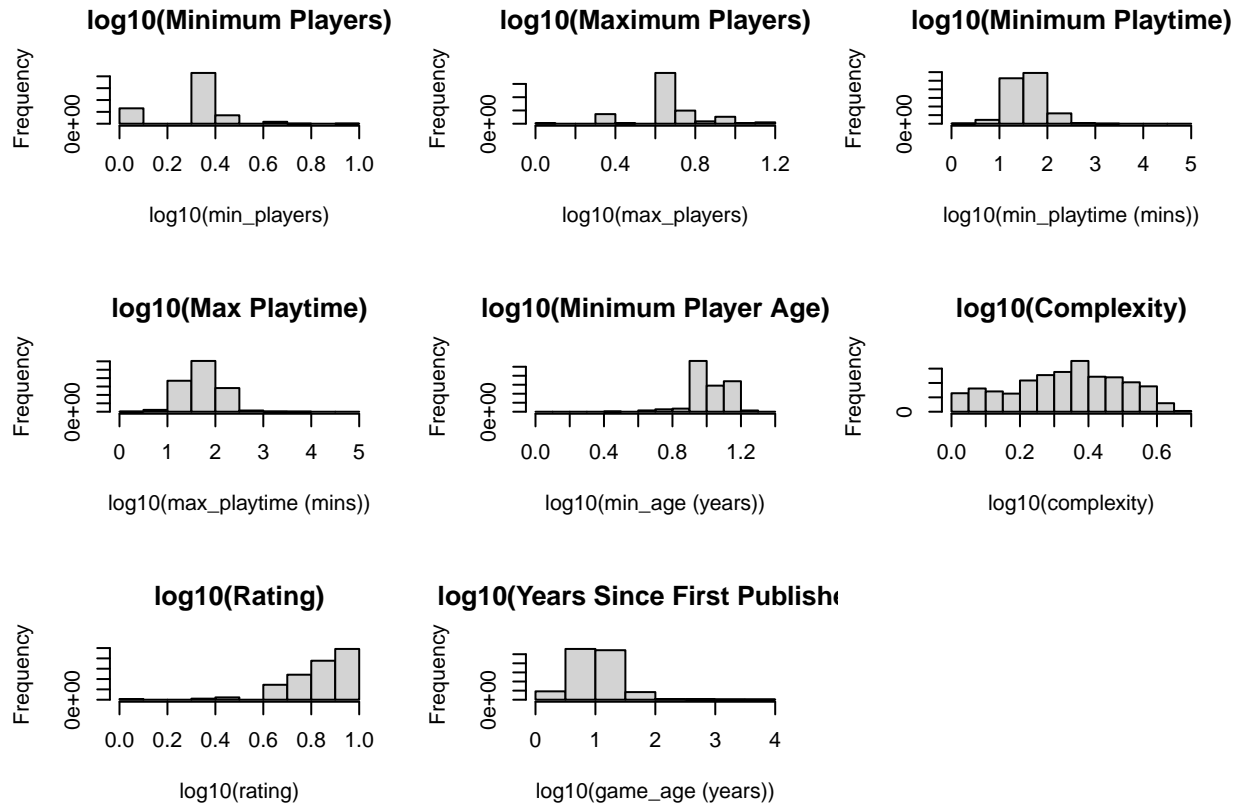 log10(Minimum Players)
Frequency
0e+00
0.0 0.2 0.4 0.6 0.8 1.0
log10(min_players)
log10(Maximum Players)
Frequency
0e+00
0.0 0.4 0.8 1.2
log10(max_players)
log10(Minimum Playtime)
Frequency
0e+00
0 1 2 3 4 5
log10(min_playtime (mins))
log10(Max Playtime)
Frequency
0e+00
0 1 2 3 4 5
log10(max_playtime (mins))
log10(Minimum Player Age)
Frequency
0e+00
0.0 0.4 0.8 1.2
log10(min_age (years))
log10(Complexity)
Frequency
0
0.0 0.2 0.4 0.6
log10(complexity)
log10(Rating)
Frequency
0e+00
0.0 0.2 0.4 0.6 0.8 1.0
log10(rating)
log10(Years Since First Publishe
Frequency
0e+00
0 1 2 3 4
log10(game_age (years))